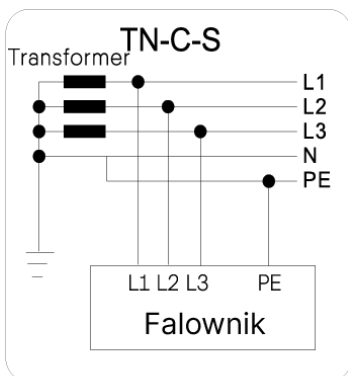 TN-C-S
Transformer
L1
L2
L3
N
PE
L1 L2 L3 PE
Falownik